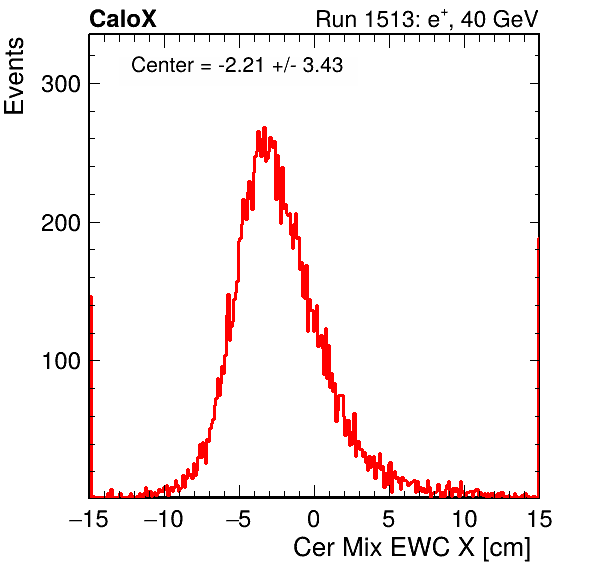 CaloX Run 1513: e⁺, 40 GeV
Center = -2.21 +/- 3.43
Events
300
200
100
−15 −10 −5 0 5 10 15
Cer Mix EWC X [cm]